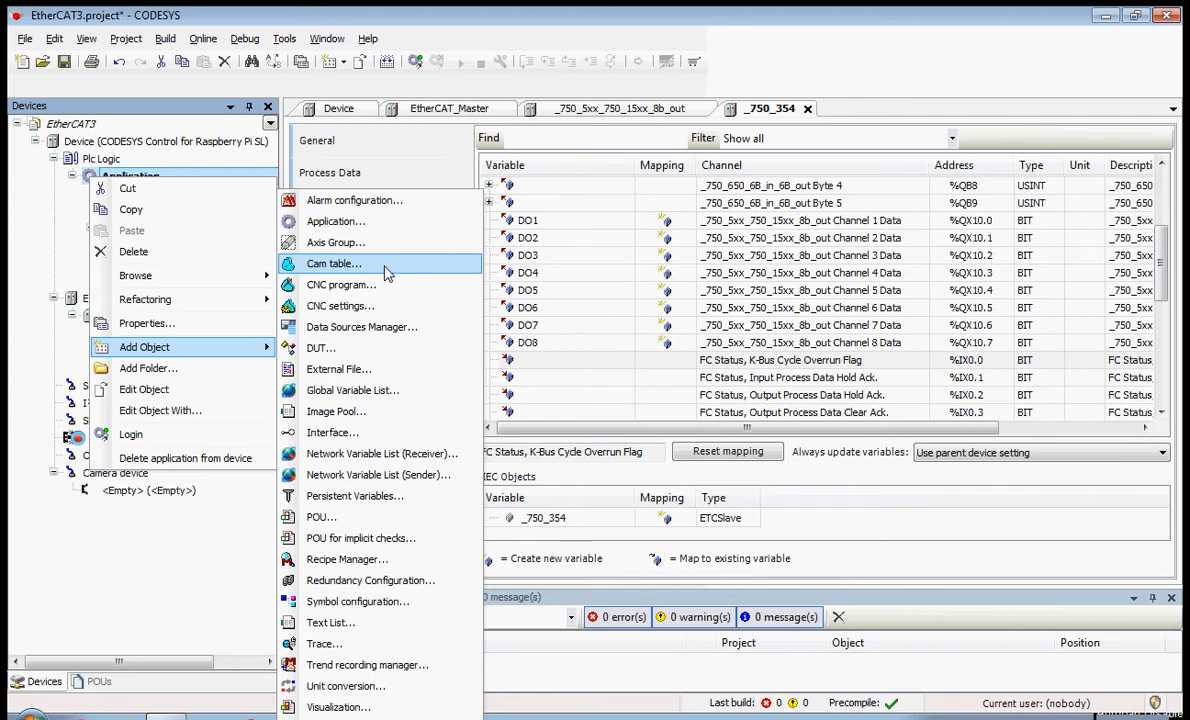 EtherCAT3.project* - CODESYS
File Edit View Project Build Online Debug Tools Window Help
Devices
EtherCAT3
Device (CODESYS Control for Raspberry Pi SL)
Plc Logic
Application
Cut
Copy
Paste
Delete
Browse
Refactoring
Properties...
Add Object
Add Folder...
Edit Object
Edit Object With...
Login
Delete application from device
Camera device
<Empty> (<Empty>)
Devices POUs
Alarm configuration...
Application...
Axis Group...
Cam table...
CNC program...
CNC settings...
Data Sources Manager...
DUT...
External File...
Global Variable List...
Image Pool...
Interface...
Network Variable List (Receiver)...
Network Variable List (Sender)...
Persistent Variables...
POU...
POU for implicit checks...
Recipe Manager...
Redundancy Configuration...
Symbol configuration...
Text List...
Trace...
Trend recording manager...
Unit conversion...
Visualization...
Device EtherCAT_Master _750_5xx_750_15xx_8b_out _750_354
General
Process Data
Find Filter Show all
Variable Mapping Channel Address Type Unit Descripti
_750_650_6B_in_6B_out Byte 4 %QB8 USINT _750_650
_750_650_6B_in_6B_out Byte 5 %QB9 USINT _750_650
DO1 _750_5xx_750_15xx_8b_out Channel 1 Data %QX10.0 BIT _750_5xx
DO2 _750_5xx_750_15xx_8b_out Channel 2 Data %QX10.1 BIT _750_5xx
DO3 _750_5xx_750_15xx_8b_out Channel 3 Data %QX10.2 BIT _750_5xx
DO4 _750_5xx_750_15xx_8b_out Channel 4 Data %QX10.3 BIT _750_5xx
DO5 _750_5xx_750_15xx_8b_out Channel 5 Data %QX10.4 BIT _750_5xx
DO6 _750_5xx_750_15xx_8b_out Channel 6 Data %QX10.5 BIT _750_5xx
DO7 _750_5xx_750_15xx_8b_out Channel 7 Data %QX10.6 BIT _750_5xx
DO8 _750_5xx_750_15xx_8b_out Channel 8 Data %QX10.7 BIT _750_5xx
FC Status, K-Bus Cycle Overrun Flag %IX0.0 BIT FC Status,
FC Status, Input Process Data Hold Ack. %IX0.1 BIT FC Status,
FC Status, Output Process Data Hold Ack. %IX0.2 BIT FC Status,
FC Status, Output Process Data Clear Ack. %IX0.3 BIT FC Status,
FC Status, K-Bus Cycle Overrun Flag Reset mapping Always update variables: Use parent device setting
IEC Objects
Variable Mapping Type
_750_354 ETCSlave
= Create new variable = Map to existing variable
0 message(s)
0 error(s) 0 warning(s) 0 message(s)
Project Object Position
Last build: 0 0 Precompile: Current user: (nobody)